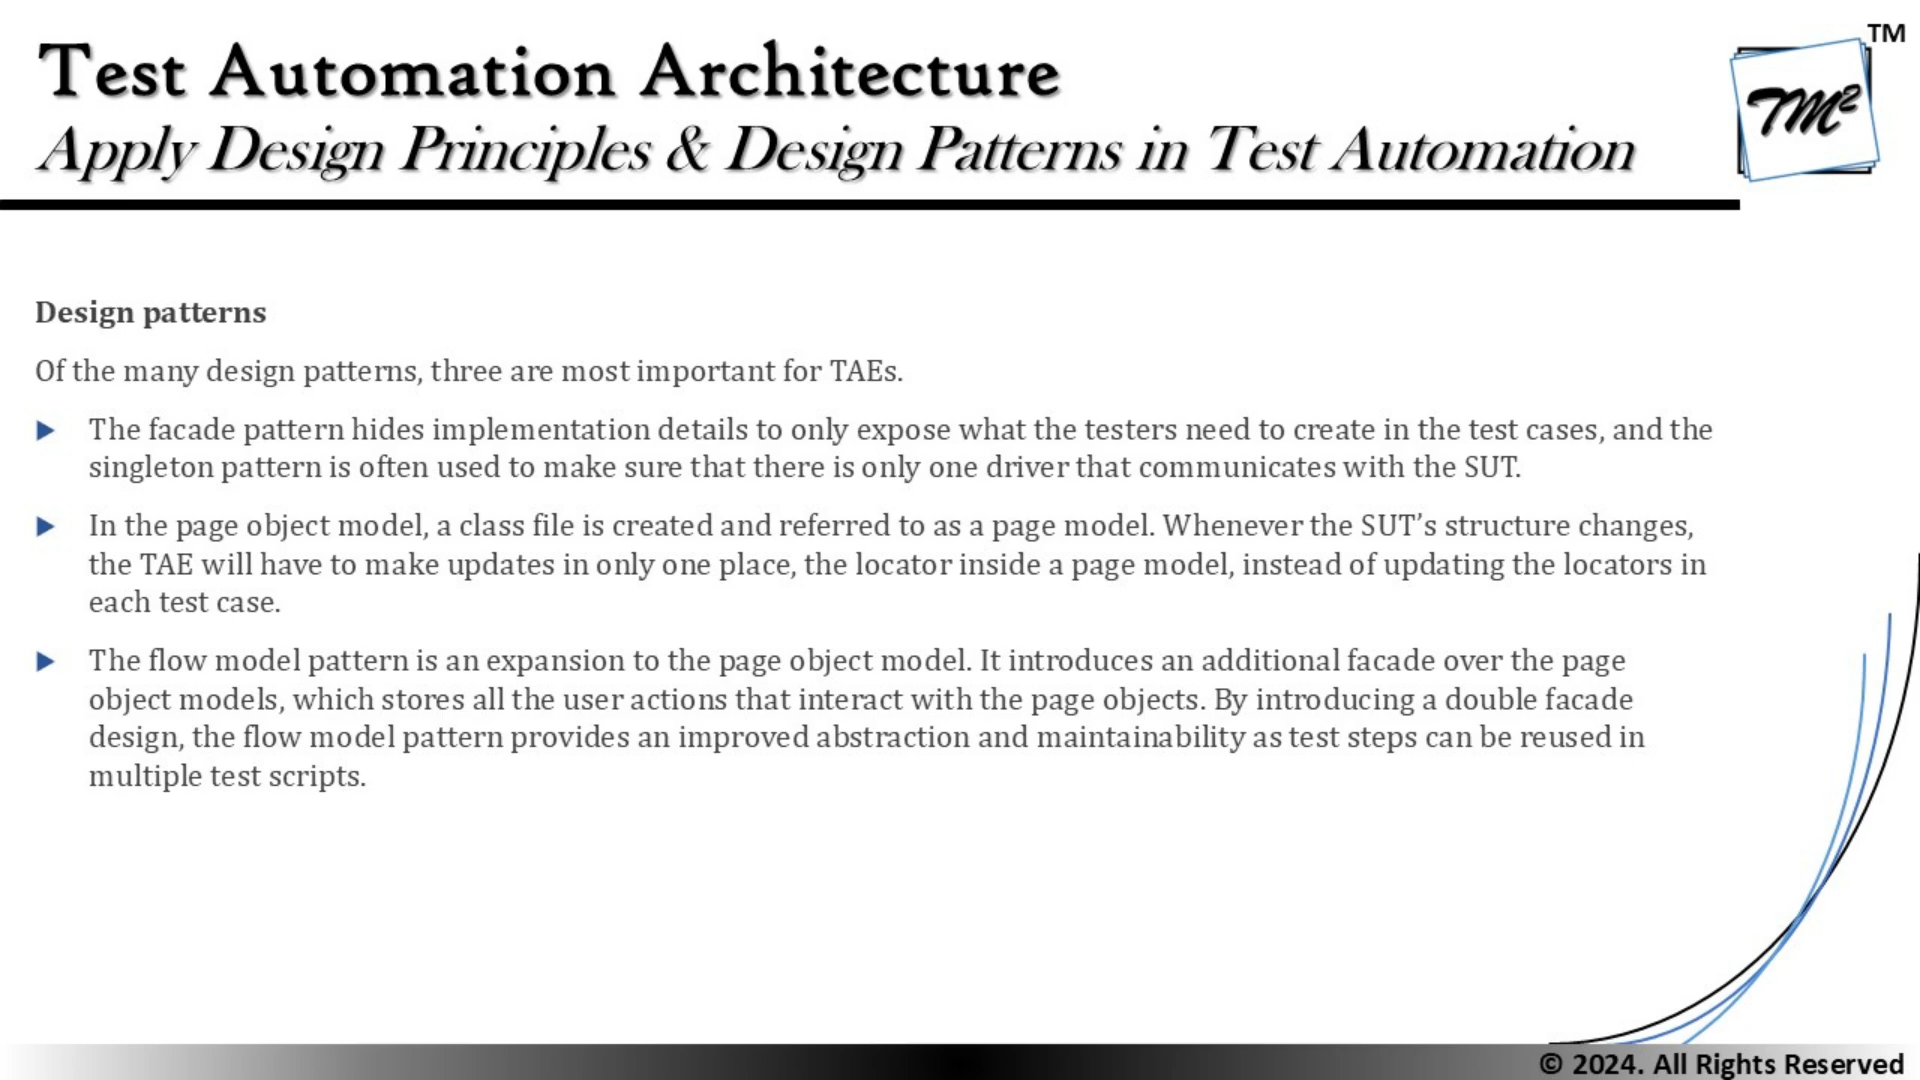 Test Automation Architecture
TM
TM²
Apply Design Principles & Design Patterns in Test Automation
Design patterns
Of the many design patterns, three are most important for TAEs.
The facade pattern hides implementation details to only expose what the testers need to create in the test cases, and the
singleton pattern is often used to make sure that there is only one driver that communicates with the SUT.
In the page object model, a class file is created and referred to as a page model. Whenever the SUT’s structure changes,
the TAE will have to make updates in only one place, the locator inside a page model, instead of updating the locators in
each test case.
The flow model pattern is an expansion to the page object model. It introduces an additional facade over the page
object models, which stores all the user actions that interact with the page objects. By introducing a double facade
design, the flow model pattern provides an improved abstraction and maintainability as test steps can be reused in
multiple test scripts.
© 2024. All Rights Reserved